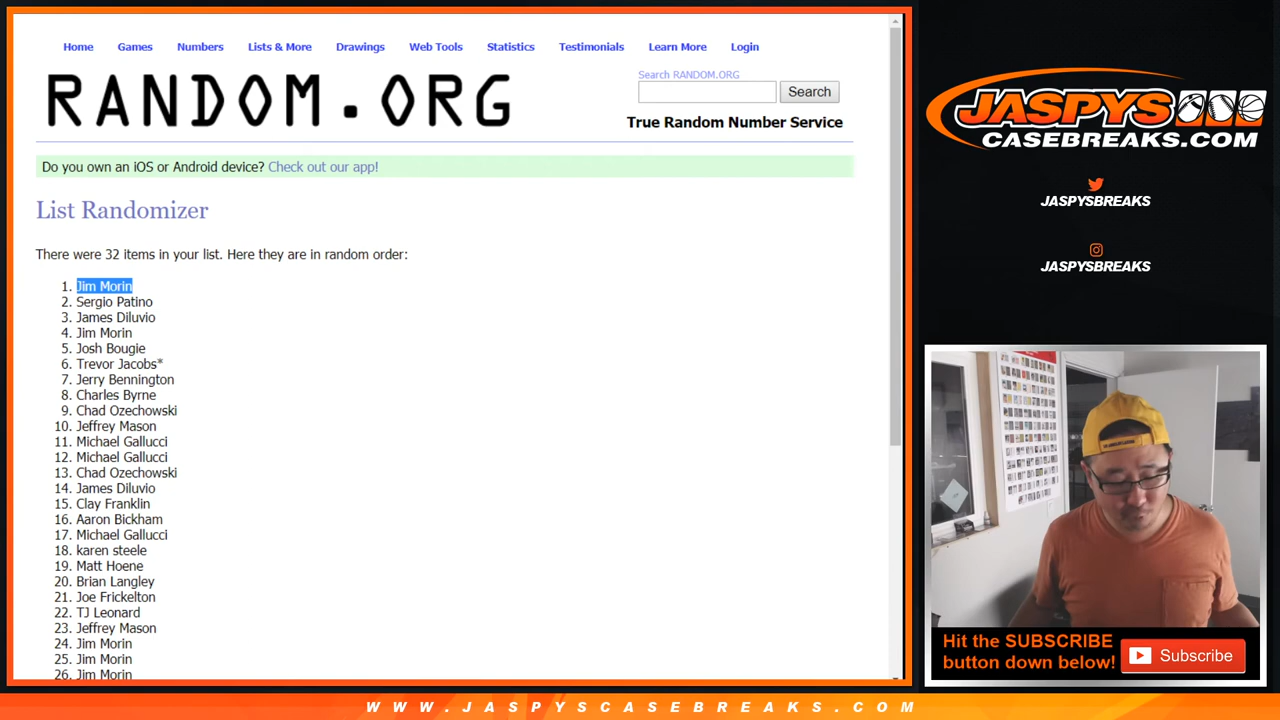 Home Games Numbers Lists & More Drawings Web Tools Statistics Testimonials Learn More Login
RANDOM.ORG
Search RANDOM.ORG
Search
True Random Number Service
Do you own an iOS or Android device? Check out our app!
List Randomizer
There were 32 items in your list. Here they are in random order:
1. Jim Morin
2. Sergio Patino
3. James Diluvio
4. Jim Morin
5. Josh Bougie
6. Trevor Jacobs*
7. Jerry Bennington
8. Charles Byrne
9. Chad Ozechowski
10. Jeffrey Mason
11. Michael Gallucci
12. Michael Gallucci
13. Chad Ozechowski
14. James Diluvio
15. Clay Franklin
16. Aaron Bickham
17. Michael Gallucci
18. karen steele
19. Matt Hoene
20. Brian Langley
21. Joe Frickelton
22. TJ Leonard
23. Jeffrey Mason
24. Jim Morin
25. Jim Morin
26. Jim Morin
JASPYS
CASEBREAKS.COM
JASPYSBREAKS
JASPYSBREAKS
Hit the SUBSCRIBE
button down below!
Subscribe
WWW.JASPYSCASEBREAKS.COM